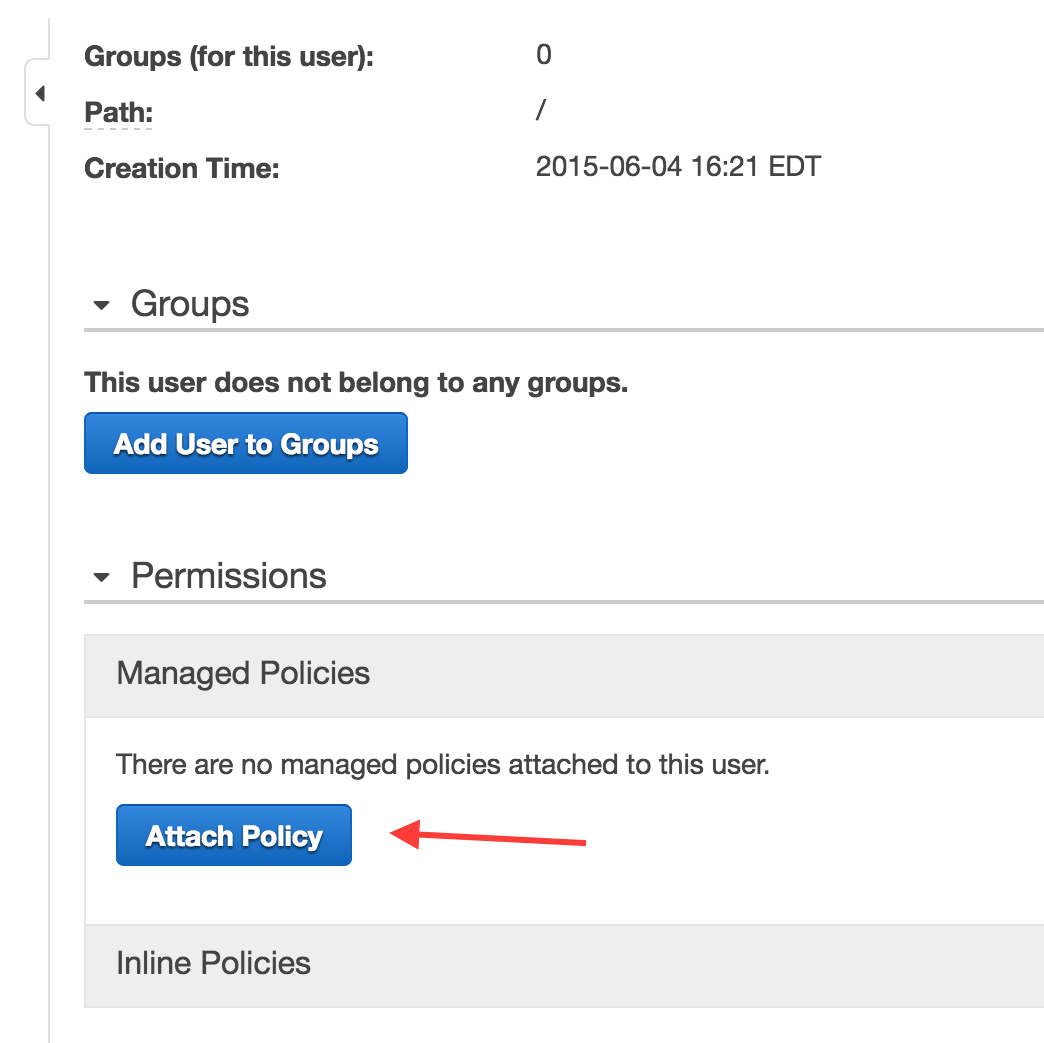 Groups (for this user): 0
Path: /
Creation Time: 2015-06-04 16:21 EDT
Groups
This user does not belong to any groups.
Add User to Groups
Permissions
Managed Policies
There are no managed policies attached to this user.
Attach Policy
Inline Policies